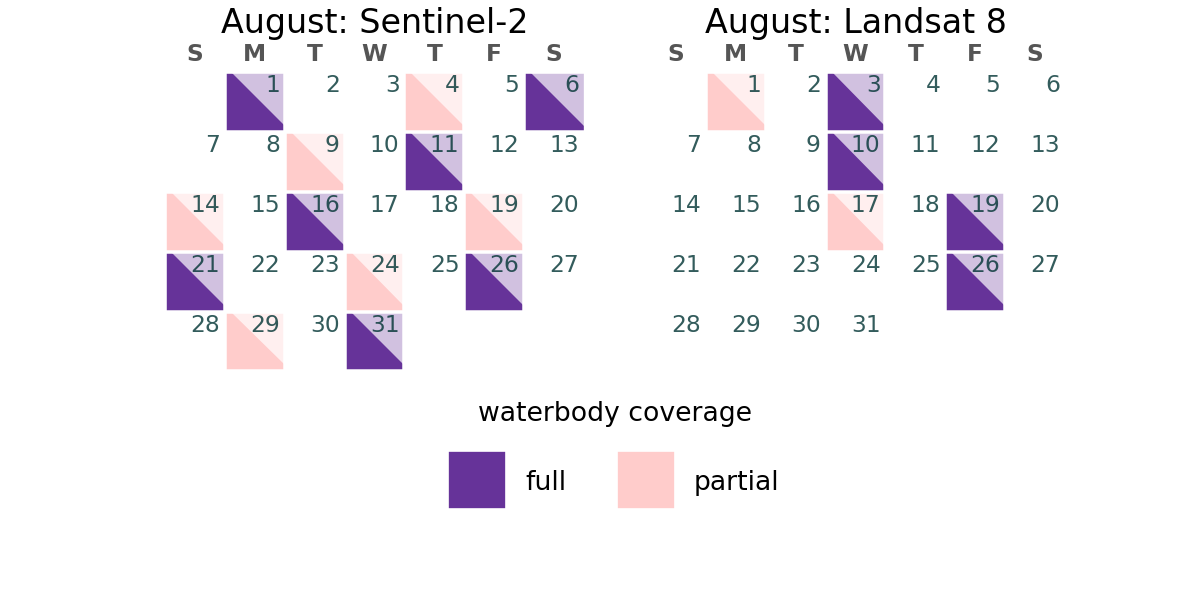 August: Sentinel-2
S M T W T F S
1 2 3 4 5 6
7 8 9 10 11 12 13
14 15 16 17 18 19 20
21 22 23 24 25 26 27
28 29 30 31
August: Landsat 8
S M T W T F S
1 2 3 4 5 6
7 8 9 10 11 12 13
14 15 16 17 18 19 20
21 22 23 24 25 26 27
28 29 30 31
waterbody coverage
full
partial